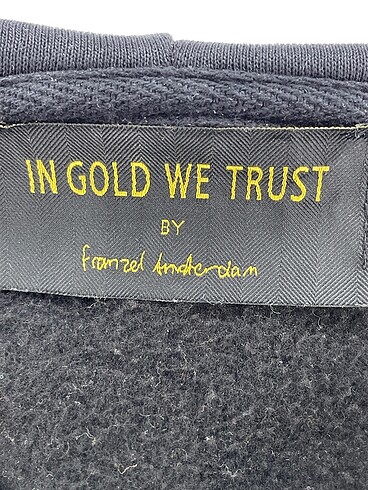 IN GOLD WE TRUST
BY
Franzel Amsterdam